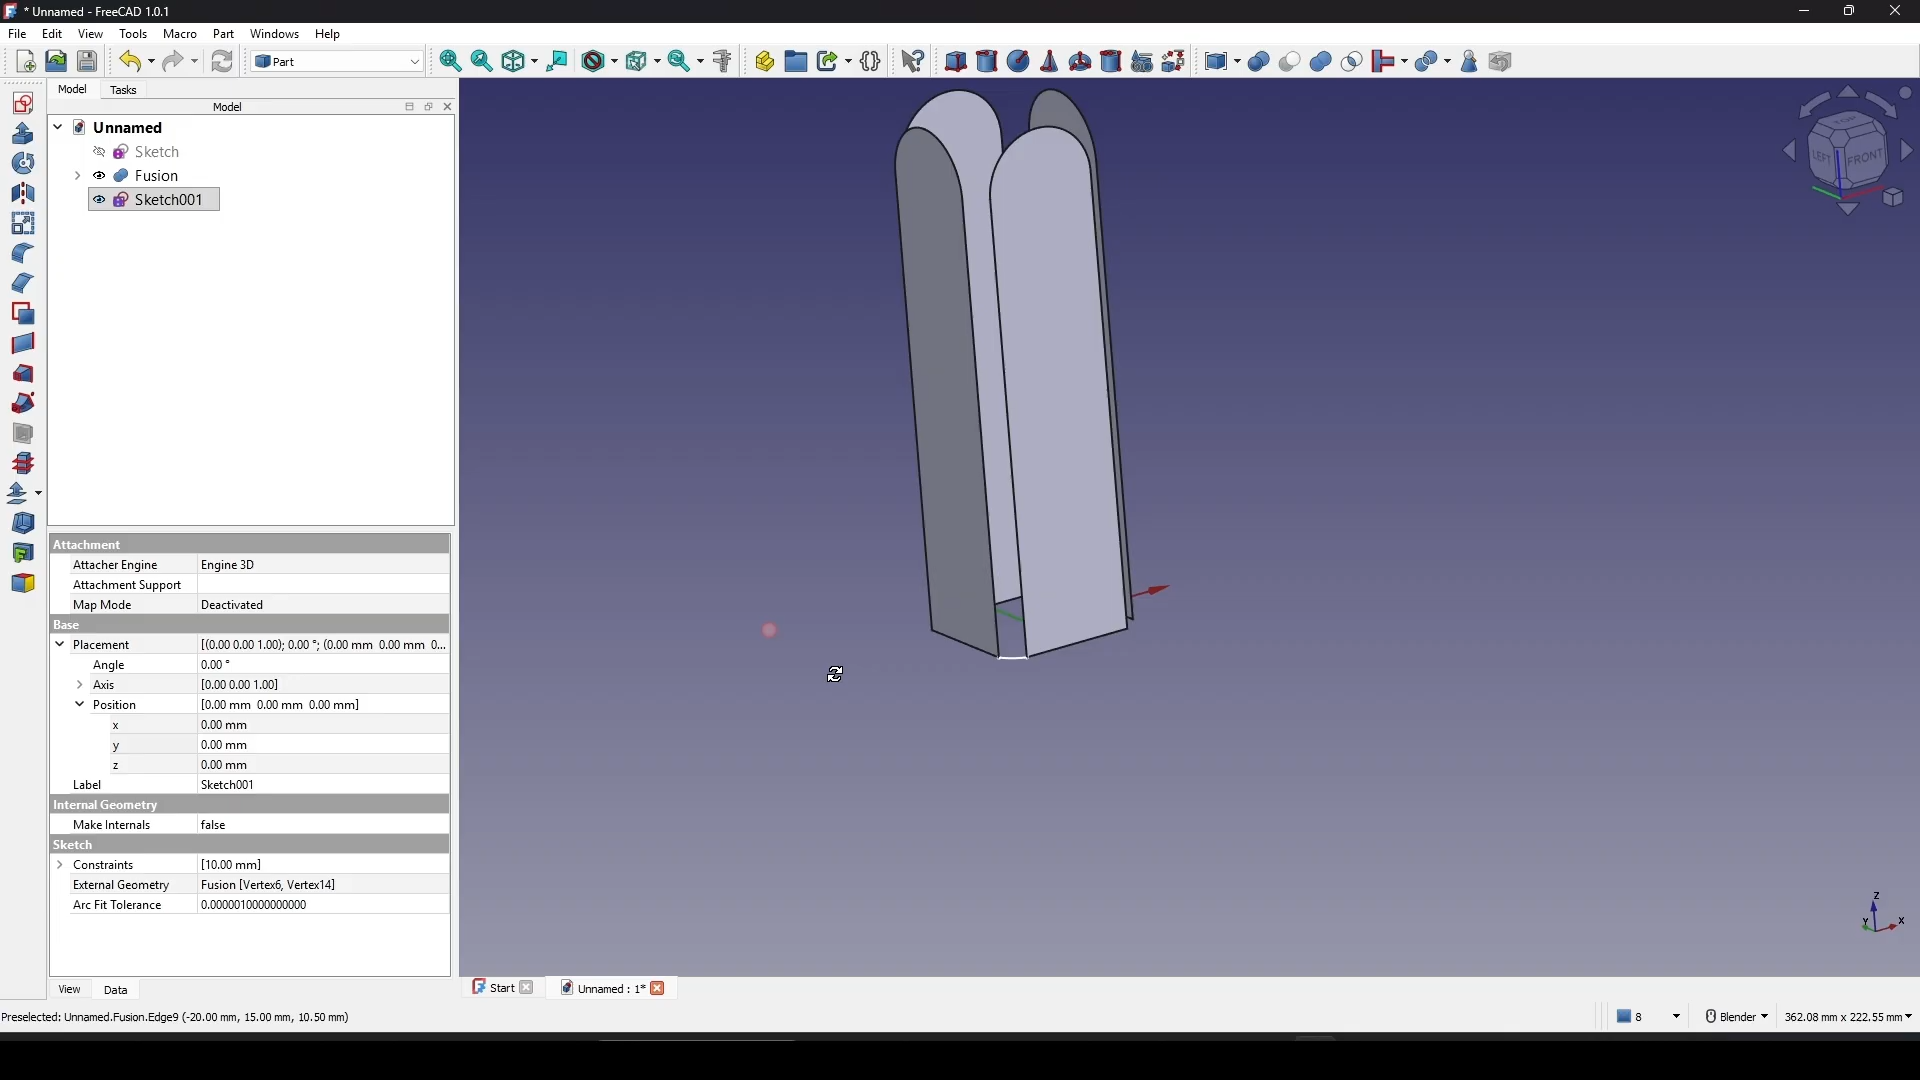 * Unnamed - FreeCAD 1.0.1
File Edit View Tools Macro Part Windows Help
Part
Model Tasks
Model
Unnamed
Sketch
Fusion
Sketch001
TOP
LEFT FRONT
Attachment
Attacher Engine Engine 3D
Attachment Support
Map Mode Deactivated
Base
Placement [(0.00 0.00 1.00); 0.00 °; (0.00 mm 0.00 mm 0...
Angle 0.00 °
Axis [0.00 0.00 1.00]
Position [0.00 mm 0.00 mm 0.00 mm]
x 0.00 mm
y 0.00 mm
z 0.00 mm
Label Sketch001
Internal Geometry
Make Internals false
Sketch
Constraints [10.00 mm]
External Geometry Fusion [Vertex6, Vertex14]
Arc Fit Tolerance 0.0000010000000000
Z
Y X
View Data
Start Unnamed : 1*
Preselected: Unnamed.Fusion.Edge9 (-20.00 mm, 15.00 mm, 10.50 mm)
8 Blender 362.08 mm x 222.55 mm